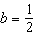 b = 1/2